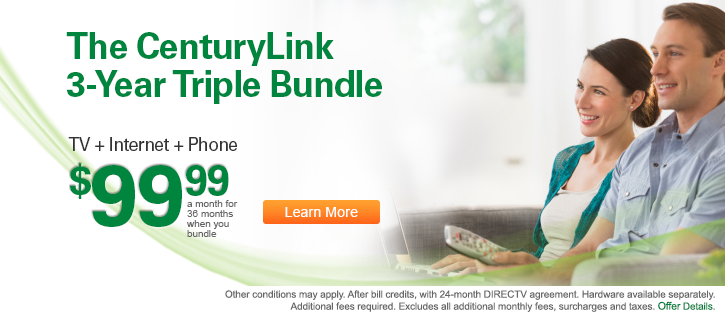 The CenturyLink
3-Year Triple Bundle
TV + Internet + Phone
$99.99
a month for
36 months
when you
bundle
Learn More
Other conditions may apply. After bill credits, with 24-month DIRECTV agreement. Hardware available separately.
Additional fees required. Excludes all additional monthly fees, surcharges and taxes. Offer Details.